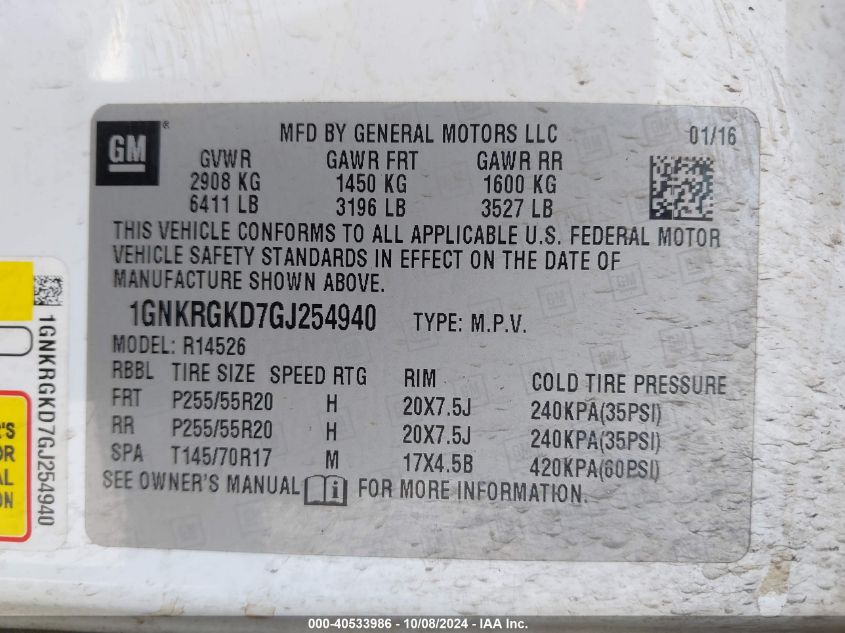 GM
MFD BY GENERAL MOTORS LLC 01/16
GVWR GAWR FRT GAWR RR
2908 KG 1450 KG 1600 KG
6411 LB 3196 LB 3527 LB
THIS VEHICLE CONFORMS TO ALL APPLICABLE U.S. FEDERAL MOTOR
VEHICLE SAFETY STANDARDS IN EFFECT ON THE DATE OF
MANUFACTURE SHOWN ABOVE.
1GNKRGKD7GJ254940 TYPE: M.P.V.
MODEL: R14526
RBBL TIRE SIZE SPEED RTG RIM COLD TIRE PRESSURE
FRT P255/55R20 H 20X7.5J 240KPA(35PSI)
RR P255/55R20 H 20X7.5J 240KPA(35PSI)
SPA T145/70R17 M 17X4.5B 420KPA(60PSI)
SEE OWNER'S MANUAL i FOR MORE INFORMATION.
1GNKRGKD7GJ254940
000-40533986 - 10/08/2024 - IAA Inc.